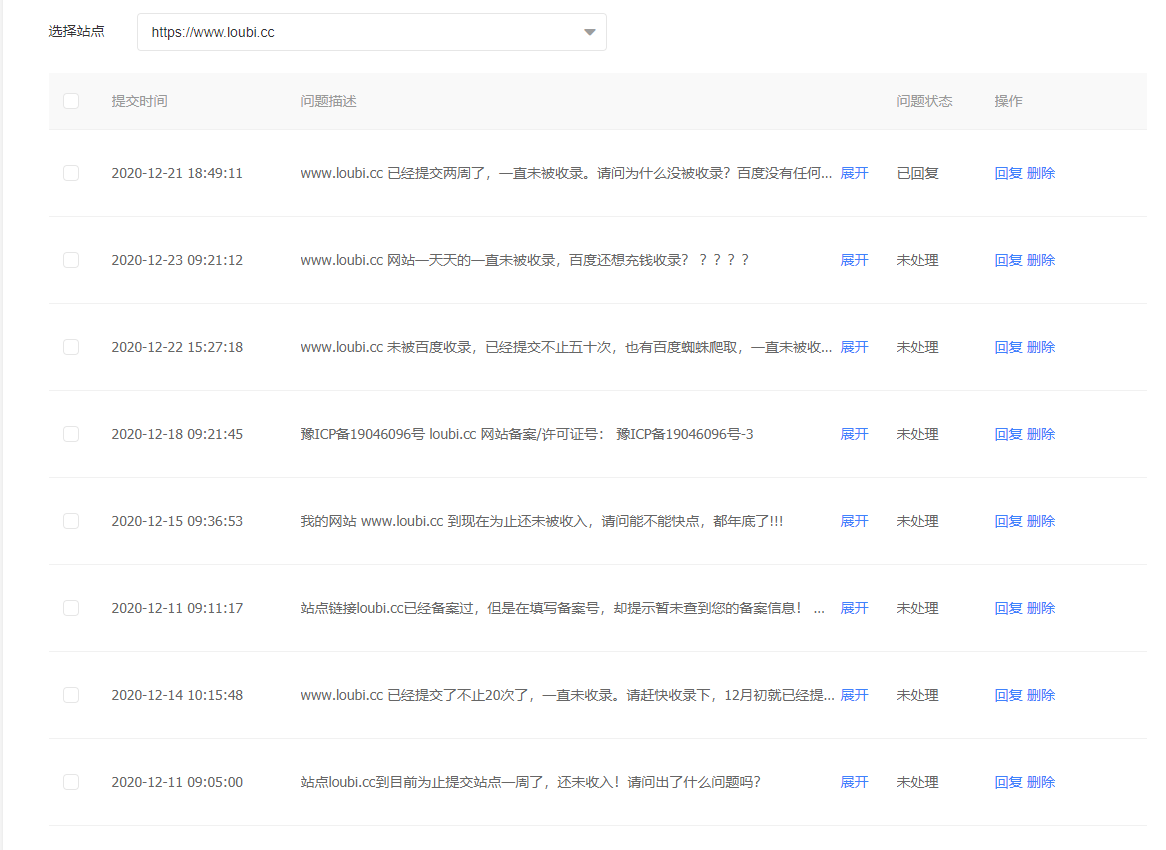 选择站点 https://www.loubi.cc
提交时间 问题描述 问题状态 操作
2020-12-21 18:49:11 www.loubi.cc 已经提交两周了，一直未被收录。请问为什么没被收录？百度没有任何... 展开 已回复 回复 删除
2020-12-23 09:21:12 www.loubi.cc 网站一天天的一直未被收录，百度还想充钱收录？ ？？？？ 展开 未处理 回复 删除
2020-12-22 15:27:18 www.loubi.cc 未被百度收录，已经提交不止五十次，也有百度蜘蛛爬取，一直未被收... 展开 未处理 回复 删除
2020-12-18 09:21:45 豫ICP备19046096号 loubi.cc 网站备案/许可证号： 豫ICP备19046096号-3 展开 未处理 回复 删除
2020-12-15 09:36:53 我的网站 www.loubi.cc 到现在为止还未被收入，请问能不能快点，都年底了!!! 展开 未处理 回复 删除
2020-12-11 09:11:17 站点链接loubi.cc已经备案过，但是在填写备案号，却提示暂未查到您的备案信息！ ... 展开 未处理 回复 删除
2020-12-14 10:15:48 www.loubi.cc 已经提交了不止20次了，一直未收录。请赶快收录下，12月初就已经提... 展开 未处理 回复 删除
2020-12-11 09:05:00 站点loubi.cc到目前为止提交站点一周了，还未收入！请问出了什么问题吗？ 展开 未处理 回复 删除